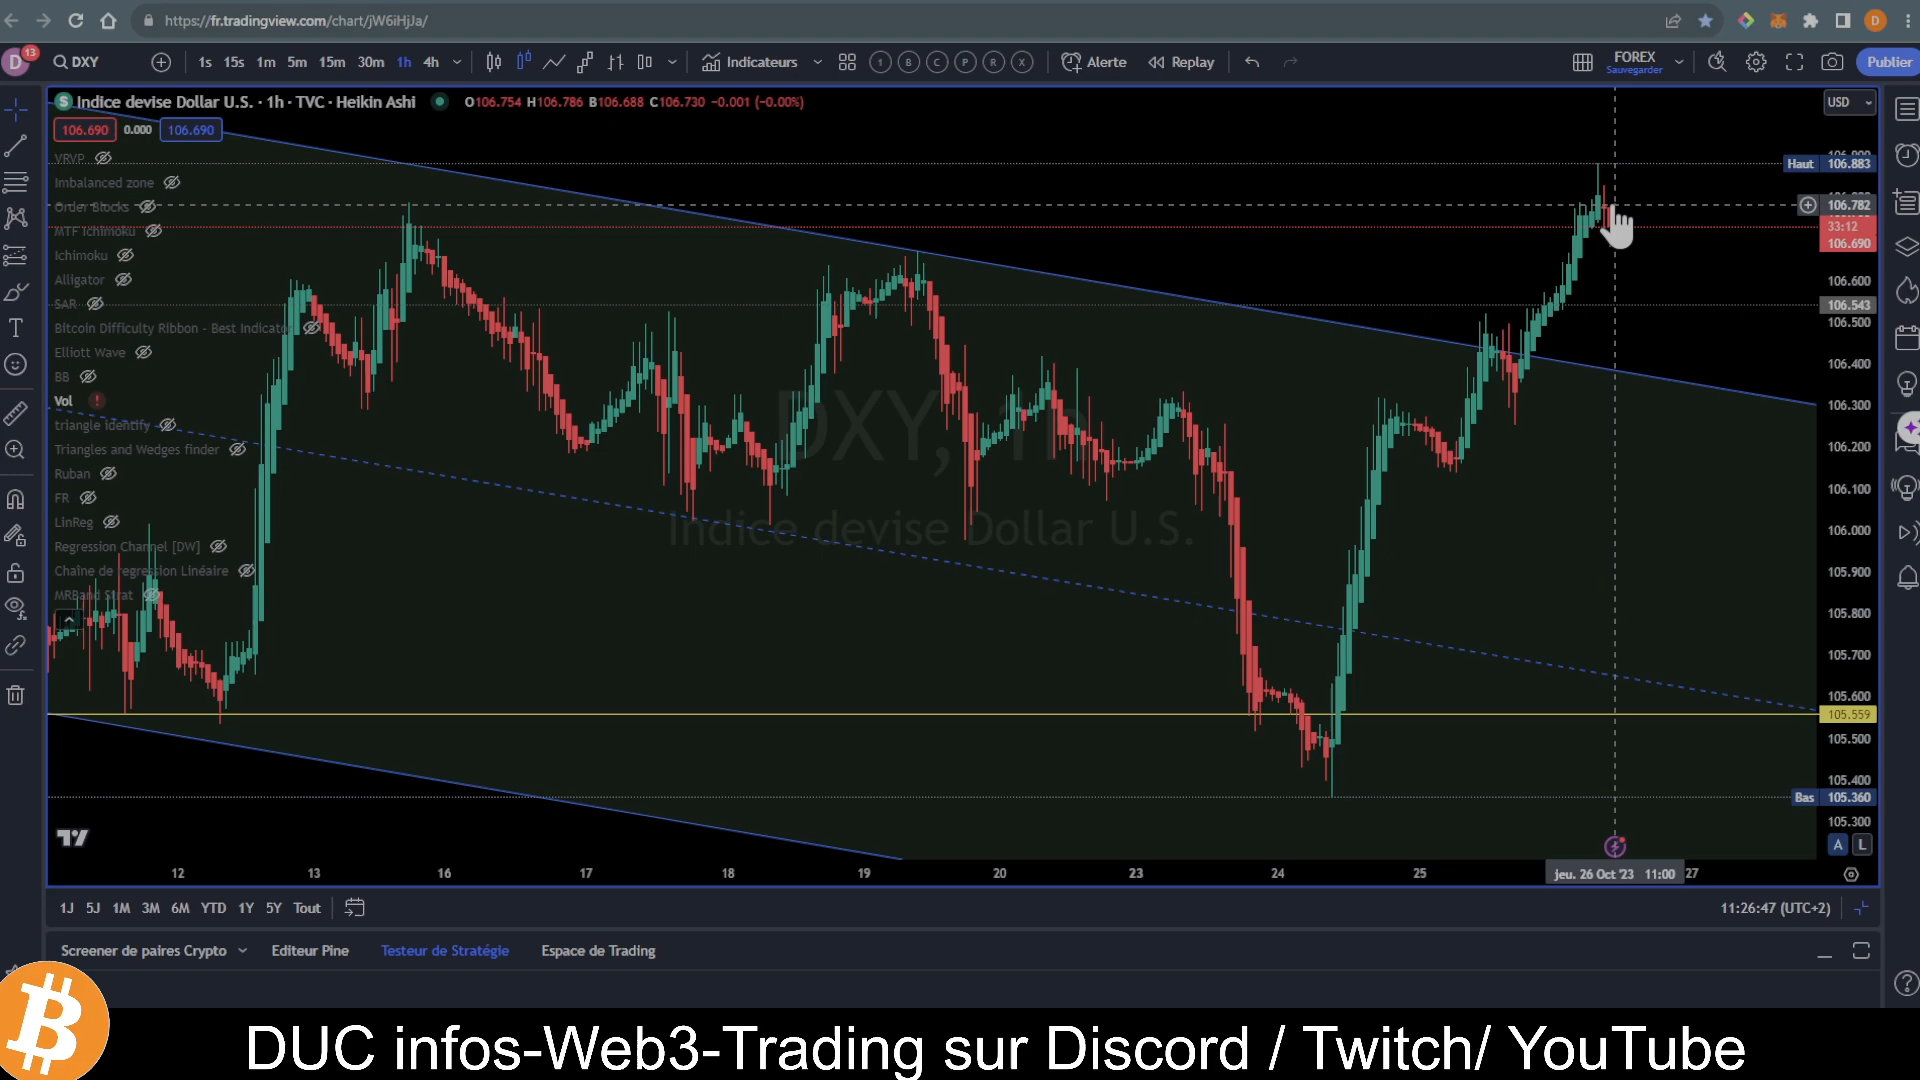 https://fr.tradingview.com/chart/jW6iHjJa/
D 13 DXY 1s 15s 1m 5m 15m 30m 1h 4h Indicateurs 1 B C P R X Alerte Replay FOREX Sauvegarder Publier
Indice devise Dollar U.S. · 1h · TVC · Heikin Ashi O106.754 H106.786 B106.688 C106.730 −0.001 (−0.00%)
USD
106.690 0.000 106.690
VRVP
Haut 106.883
Imbalanced zone
Order Blocks
106.782
MTF Ichimoku
33:12
106.690
Ichimoku
Alligator
106.600
SAR
106.543
Bitcoin Difficulty Ribbon - Best Indicator
106.500
Elliott Wave
106.400
BB
Vol
106.300
triangle identify
Triangles and Wedges finder
106.200
Ruban
106.100
FR
LinReg
106.000
Regression Channel [DW]
105.900
Chaîne de regression Linéaire
MRBand Strat
105.800
105.700
105.600
105.559
105.500
105.400
Bas 105.360
105.300
DXY, 1h
Indice devise Dollar U.S.
A L
12 13 16 17 18 19 20 23 24 25 jeu. 26 Oct '23 11:00 27
1J 5J 1M 3M 6M YTD 1Y 5Y Tout 11:26:47 (UTC+2)
Screener de paires Crypto Editeur Pine Testeur de Stratégie Espace de Trading
DUC infos-Web3-Trading sur Discord / Twitch/ YouTube